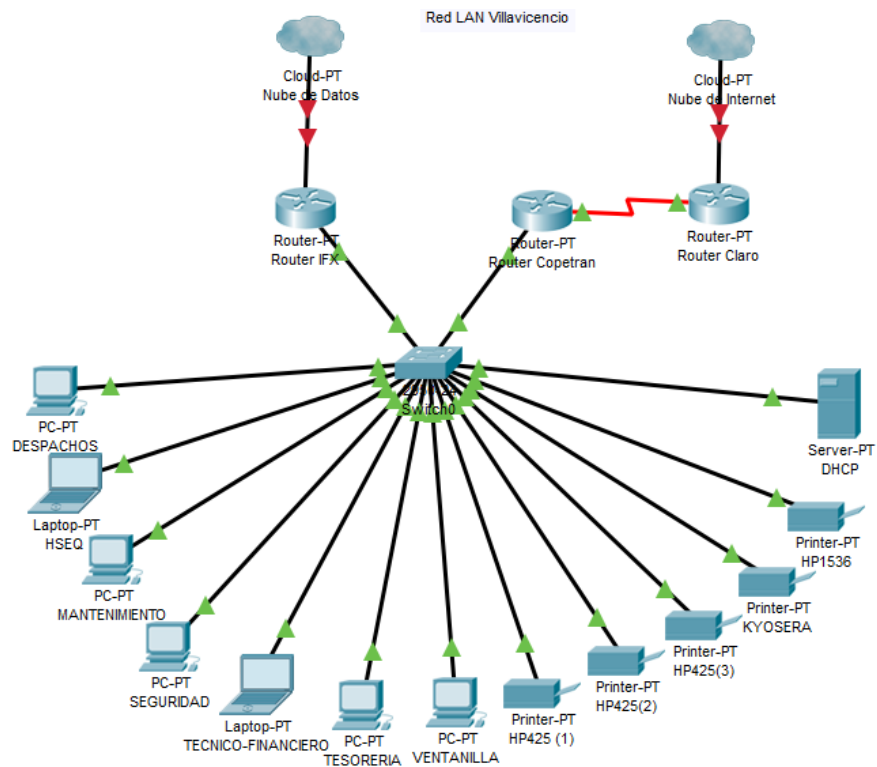 Red LAN Villavicencio
Cloud-PT
Nube de Datos
Cloud-PT
Nube de Internet
Router-PT
Router IFX
Router-PT
Router Copetran
Router-PT
Router Claro
Switch0
PC-PT
DESPACHOS
Laptop-PT
HSEQ
PC-PT
MANTENIMIENTO
PC-PT
SEGURIDAD
Laptop-PT
TECNICO-FINANCIERO
PC-PT
TESORERIA
PC-PT
VENTANILLA
Printer-PT
HP425 (1)
Printer-PT
HP425(2)
Printer-PT
HP425(3)
Printer-PT
KYOSERA
Printer-PT
HP1536
Server-PT
DHCP